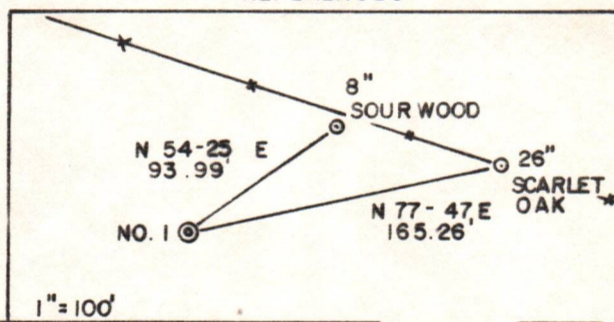 8"
SOUR WOOD
N 54-25 E
93.99'
26"
SCARLET
OAK
N 77-47, E
165.26'
NO. 1
1"=100'